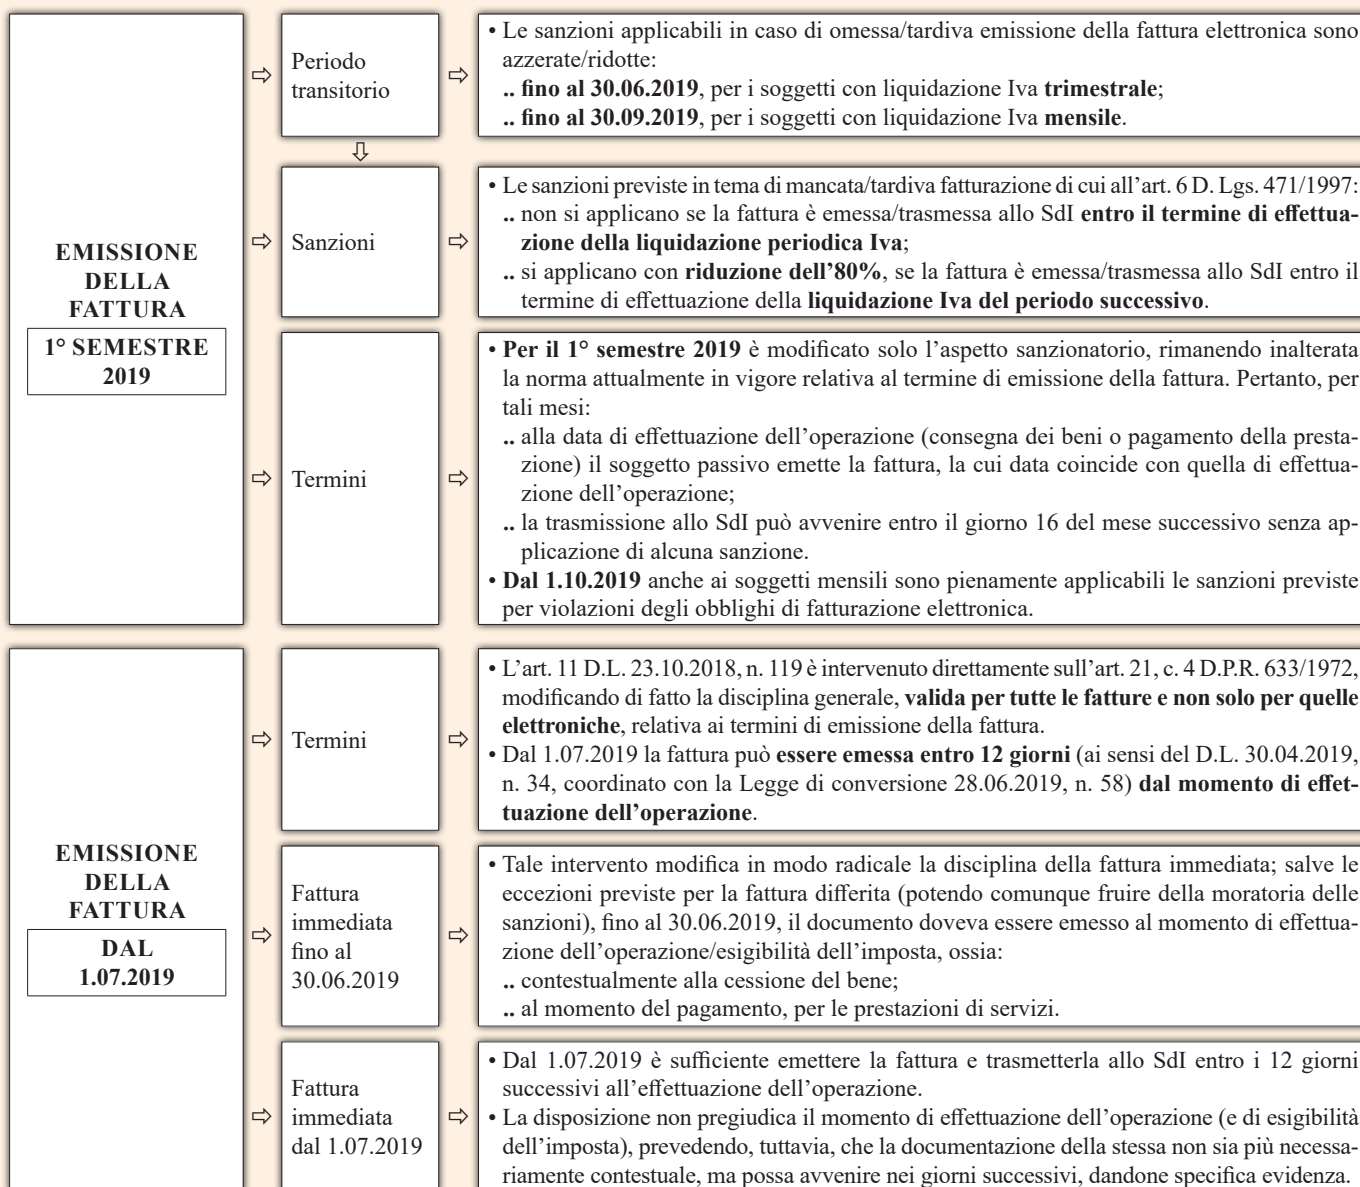 EMISSIONE
DELLA
FATTURA
1° SEMESTRE
2019
⇨
Periodo
transitorio
⇨
• Le sanzioni applicabili in caso di omessa/tardiva emissione della fattura elettronica sono
azzerate/ridotte:
.. fino al 30.06.2019, per i soggetti con liquidazione Iva trimestrale;
.. fino al 30.09.2019, per i soggetti con liquidazione Iva mensile.
⇩
⇨
Sanzioni
⇨
• Le sanzioni previste in tema di mancata/tardiva fatturazione di cui all'art. 6 D. Lgs. 471/1997:
.. non si applicano se la fattura è emessa/trasmessa allo SdI entro il termine di effettua-
zione della liquidazione periodica Iva;
.. si applicano con riduzione dell'80%, se la fattura è emessa/trasmessa allo SdI entro il
termine di effettuazione della liquidazione Iva del periodo successivo.
⇨
Termini
⇨
• Per il 1° semestre 2019 è modificato solo l'aspetto sanzionatorio, rimanendo inalterata
la norma attualmente in vigore relativa al termine di emissione della fattura. Pertanto, per
tali mesi:
.. alla data di effettuazione dell'operazione (consegna dei beni o pagamento della presta-
zione) il soggetto passivo emette la fattura, la cui data coincide con quella di effettua-
zione dell'operazione;
.. la trasmissione allo SdI può avvenire entro il giorno 16 del mese successivo senza ap-
plicazione di alcuna sanzione.
• Dal 1.10.2019 anche ai soggetti mensili sono pienamente applicabili le sanzioni previste
per violazioni degli obblighi di fatturazione elettronica.
EMISSIONE
DELLA
FATTURA
DAL
1.07.2019
⇨
Termini
⇨
• L'art. 11 D.L. 23.10.2018, n. 119 è intervenuto direttamente sull'art. 21, c. 4 D.P.R. 633/1972,
modificando di fatto la disciplina generale, valida per tutte le fatture e non solo per quelle
elettroniche, relativa ai termini di emissione della fattura.
• Dal 1.07.2019 la fattura può essere emessa entro 12 giorni (ai sensi del D.L. 30.04.2019,
n. 34, coordinato con la Legge di conversione 28.06.2019, n. 58) dal momento di effet-
tuazione dell'operazione.
⇨
Fattura
immediata
fino al
30.06.2019
⇨
• Tale intervento modifica in modo radicale la disciplina della fattura immediata; salve le
eccezioni previste per la fattura differita (potendo comunque fruire della moratoria delle
sanzioni), fino al 30.06.2019, il documento doveva essere emesso al momento di effettua-
zione dell'operazione/esigibilità dell'imposta, ossia:
.. contestualmente alla cessione del bene;
.. al momento del pagamento, per le prestazioni di servizi.
⇨
Fattura
immediata
dal 1.07.2019
⇨
• Dal 1.07.2019 è sufficiente emettere la fattura e trasmetterla allo SdI entro i 12 giorni
successivi all'effettuazione dell'operazione.
• La disposizione non pregiudica il momento di effettuazione dell'operazione (e di esigibilità
dell'imposta), prevedendo, tuttavia, che la documentazione della stessa non sia più necessa-
riamente contestuale, ma possa avvenire nei giorni successivi, dandone specifica evidenza.